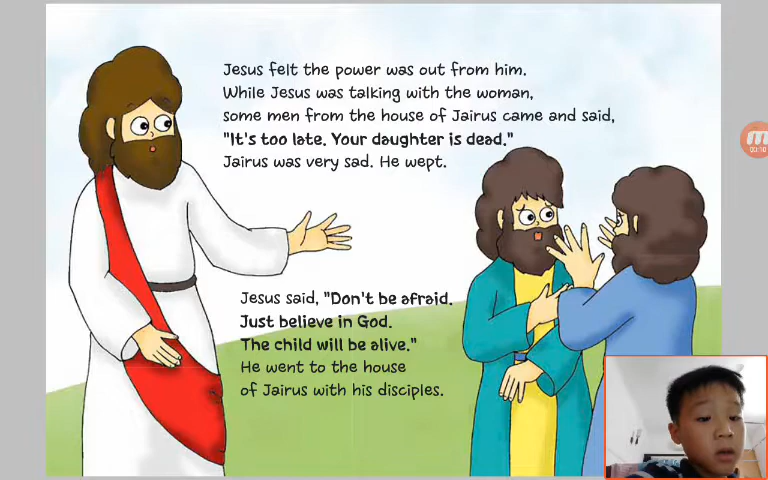 Jesus felt the power was out from him.
While Jesus was talking with the woman,
some men from the house of Jairus came and said,
"It's too late. Your daughter is dead."
Jairus was very sad. He wept.
Jesus said, "Don't be afraid.
Just believe in God.
The child will be alive."
He went to the house
of Jairus with his disciples.
M
00:18